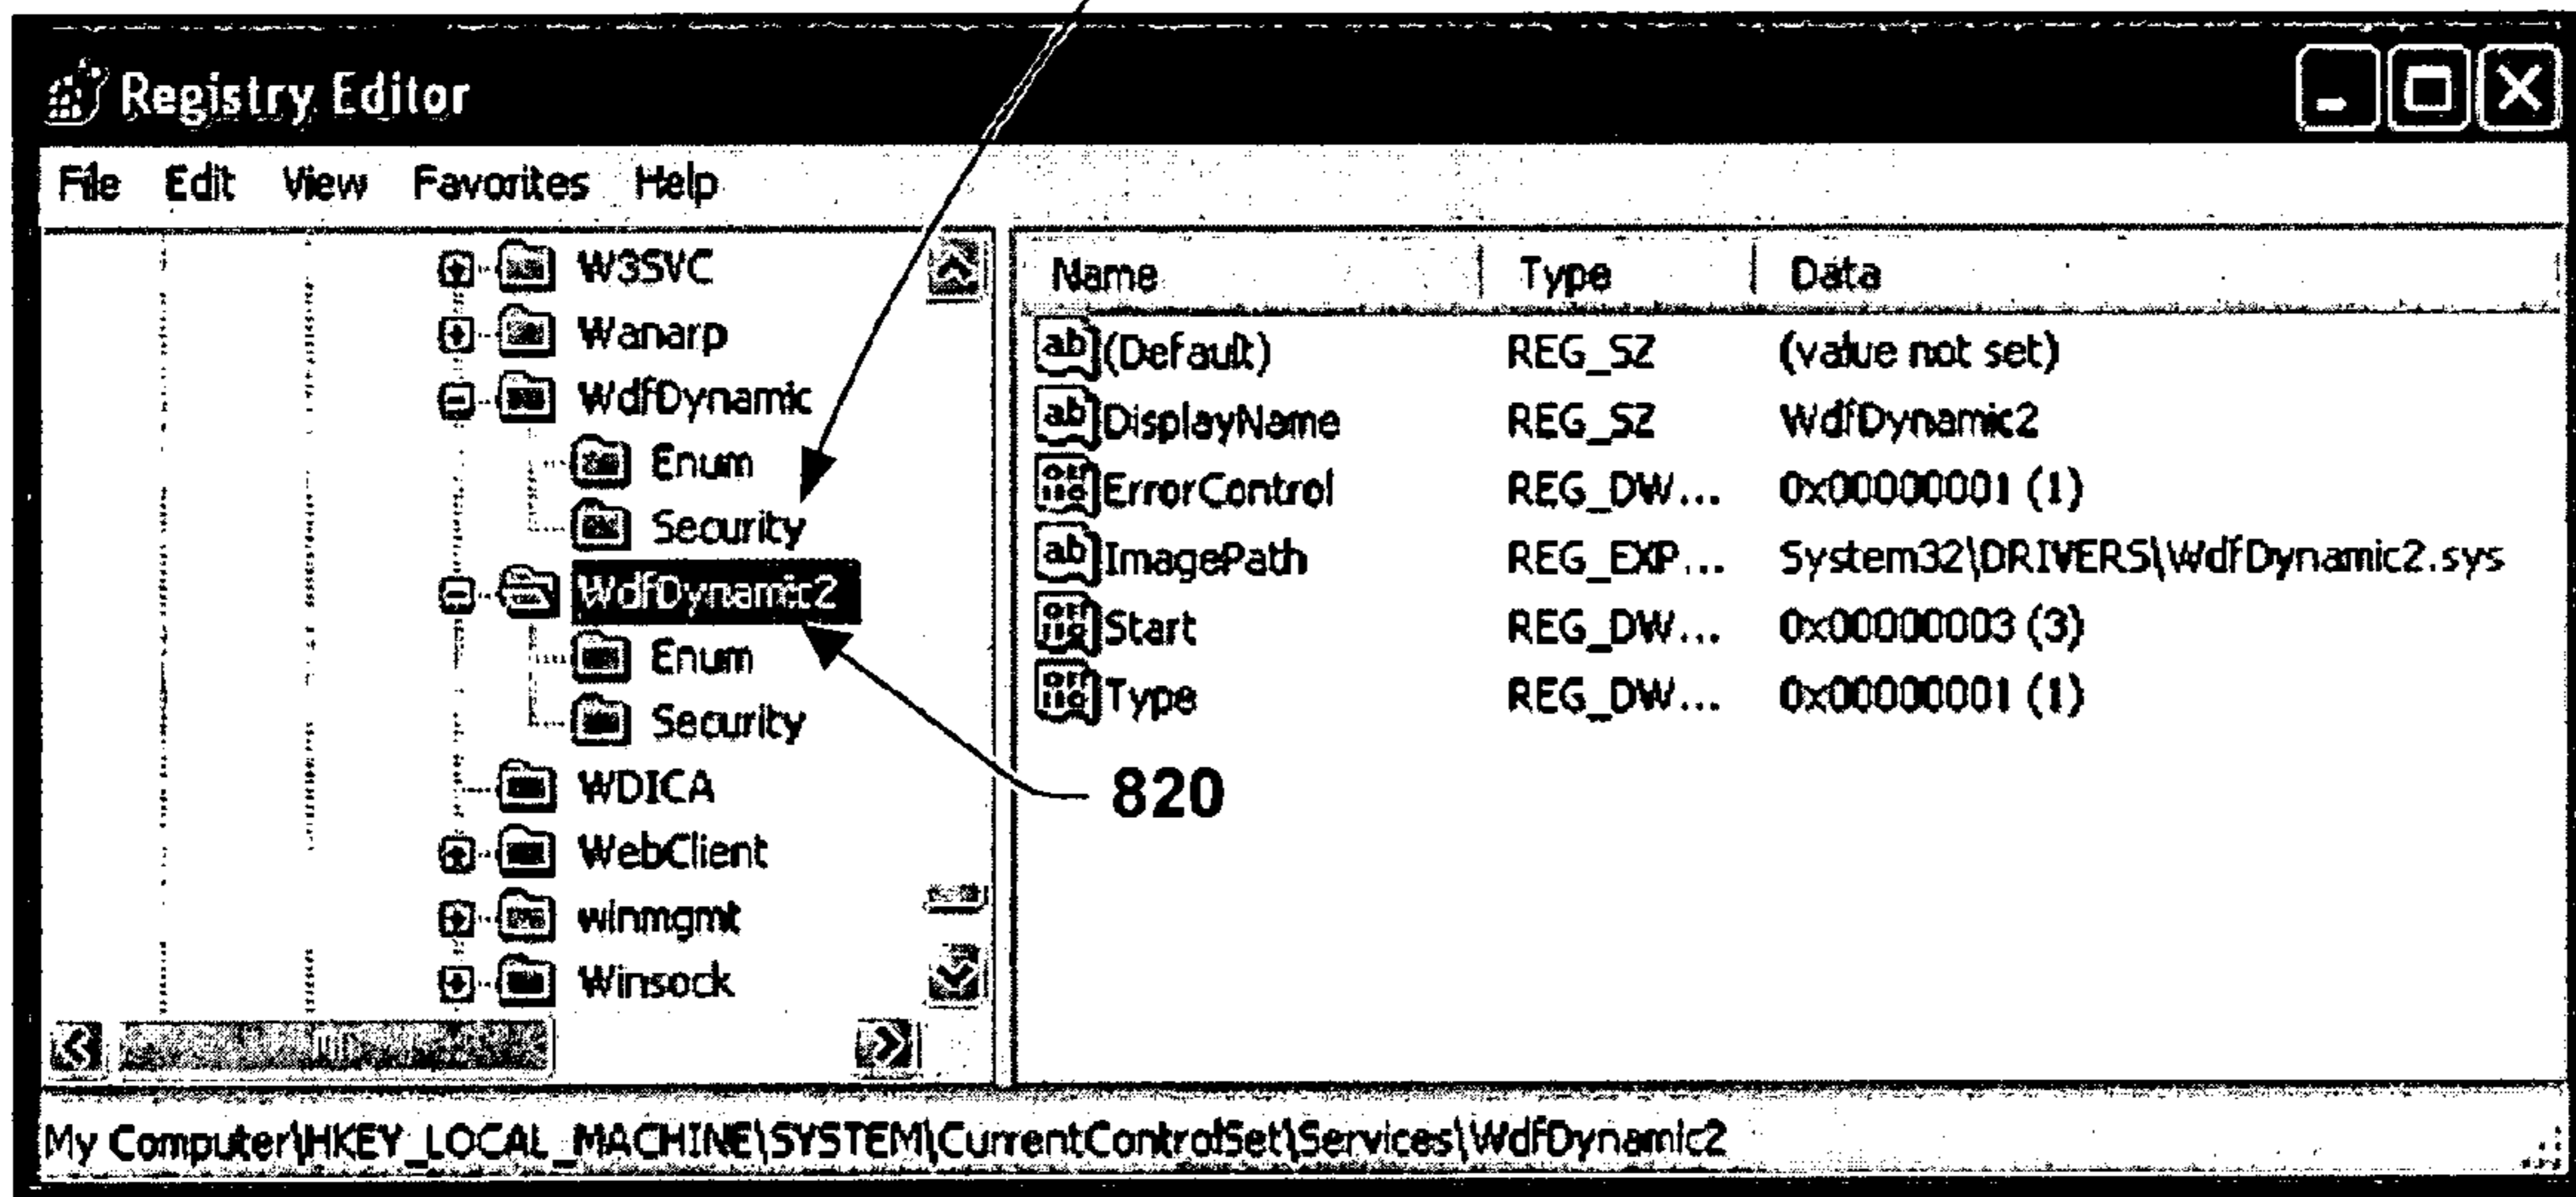 Registry Editor
File Edit View Favorites Help
W3SVC
Wanarp
WdfDynamic
Enum
Security
WdfDynamic2
Enum
Security
WDICA
WebClient
winmgmt
Winsock
Name Type Data
(Default) REG_SZ (value not set)
DisplayName REG_SZ WdfDynamic2
ErrorControl REG_DW... 0x00000001 (1)
ImagePath REG_EXP... System32\DRIVERS\WdfDynamic2.sys
Start REG_DW... 0x00000003 (3)
Type REG_DW... 0x00000001 (1)
820
My Computer\HKEY_LOCAL_MACHINE\SYSTEM\CurrentControlSet\Services\WdfDynamic2